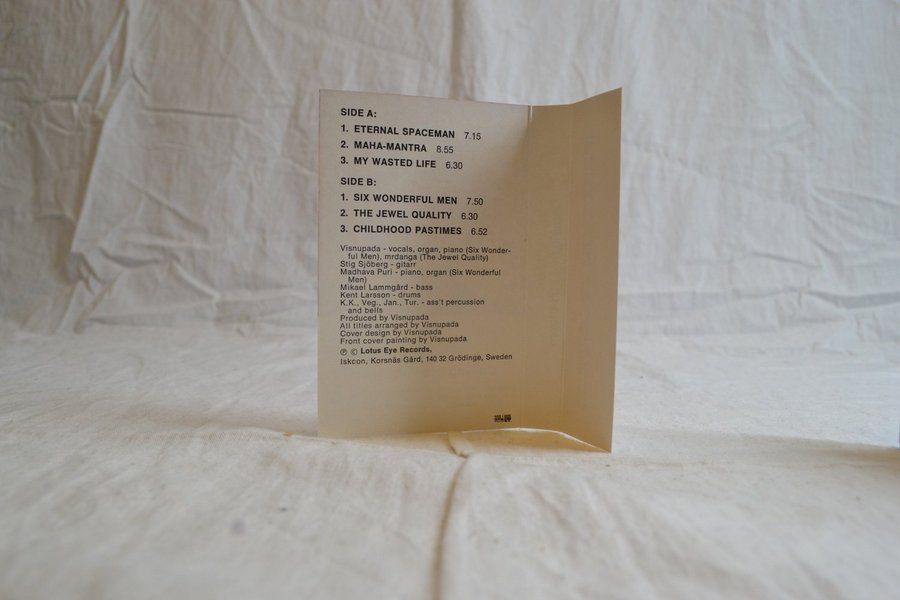 SIDE A:
1. ETERNAL SPACEMAN 7.15
2. MAHA-MANTRA 8.55
3. MY WASTED LIFE 6.30
SIDE B:
1. SIX WONDERFUL MEN 7.50
2. THE JEWEL QUALITY 6.30
3. CHILDHOOD PASTIMES 6.52
Visnupada - vocals, organ, piano (Six Wonder-
ful Men), mrdanga (The Jewel Quality)
Stig Sjöberg - gitarr
Madhava Puri - piano, organ (Six Wonderful
Men)
Mikael Lammgård - bass
Kent Larsson - drums
K.K., Veg., Jan., Tur. - ass't percussion
and bells
Produced by Visnupada
All titles arranged by Visnupada
Cover design by Visnupada
Front cover painting by Visnupada
℗ © Lotus Eye Records,
Iskcon, Korsnäs Gård, 140 32 Grödinge, Sweden